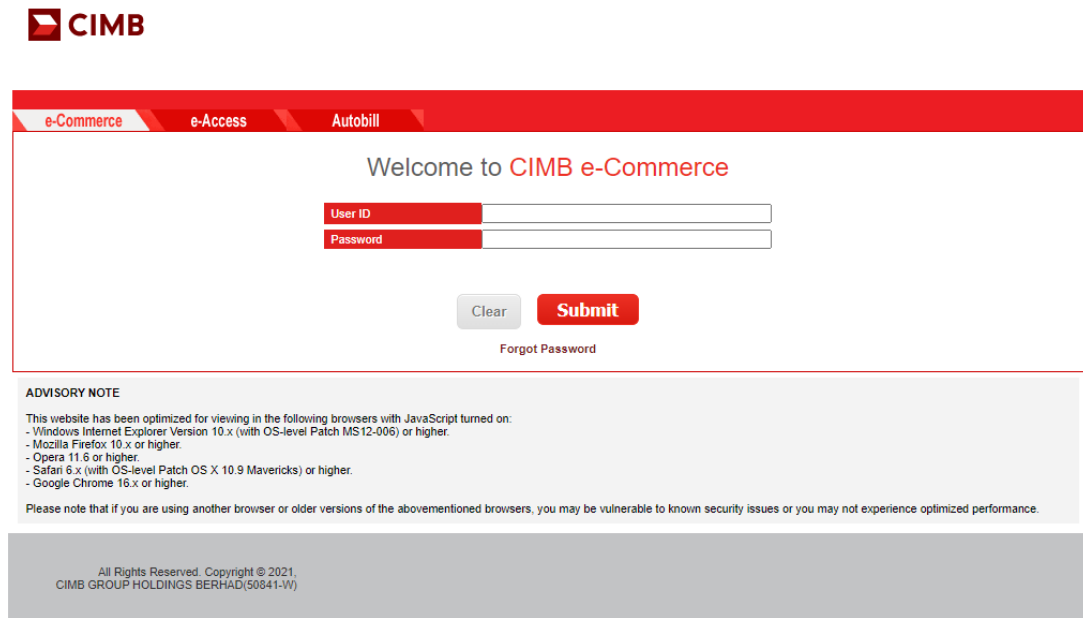 CIMB
e-Commerce e-Access Autobill
Welcome to CIMB e-Commerce
User ID
Password
Clear Submit
Forgot Password
ADVISORY NOTE
This website has been optimized for viewing in the following browsers with JavaScript turned on:
- Windows Internet Explorer Version 10.x (with OS-level Patch MS12-006) or higher.
- Mozilla Firefox 10.x or higher.
- Opera 11.6 or higher.
- Safari 6.x (with OS-level Patch OS X 10.9 Mavericks) or higher.
- Google Chrome 16.x or higher.
Please note that if you are using another browser or older versions of the abovementioned browsers, you may be vulnerable to known security issues or you may not experience optimized performance.
All Rights Reserved. Copyright © 2021,
CIMB GROUP HOLDINGS BERHAD(50841-W)